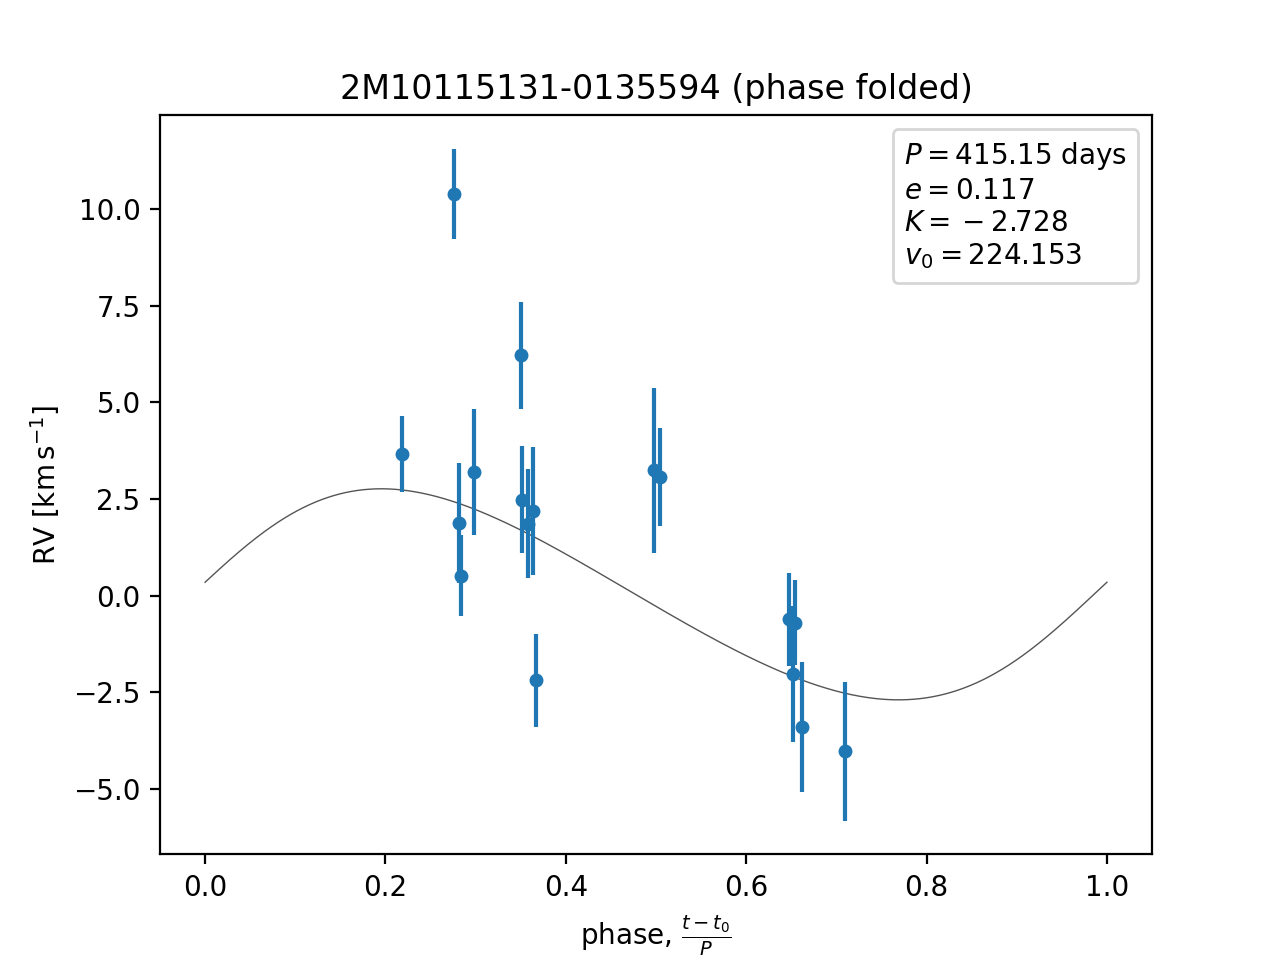 2M10115131-0135594 (phase folded)
P = 415.15 days
e = 0.117
K = −2.728
v₀ = 224.153
10.0
7.5
5.0
2.5
0.0
−2.5
−5.0
RV [km s⁻¹]
0.0 0.2 0.4 0.6 0.8 1.0
phase, (t − t₀)/P